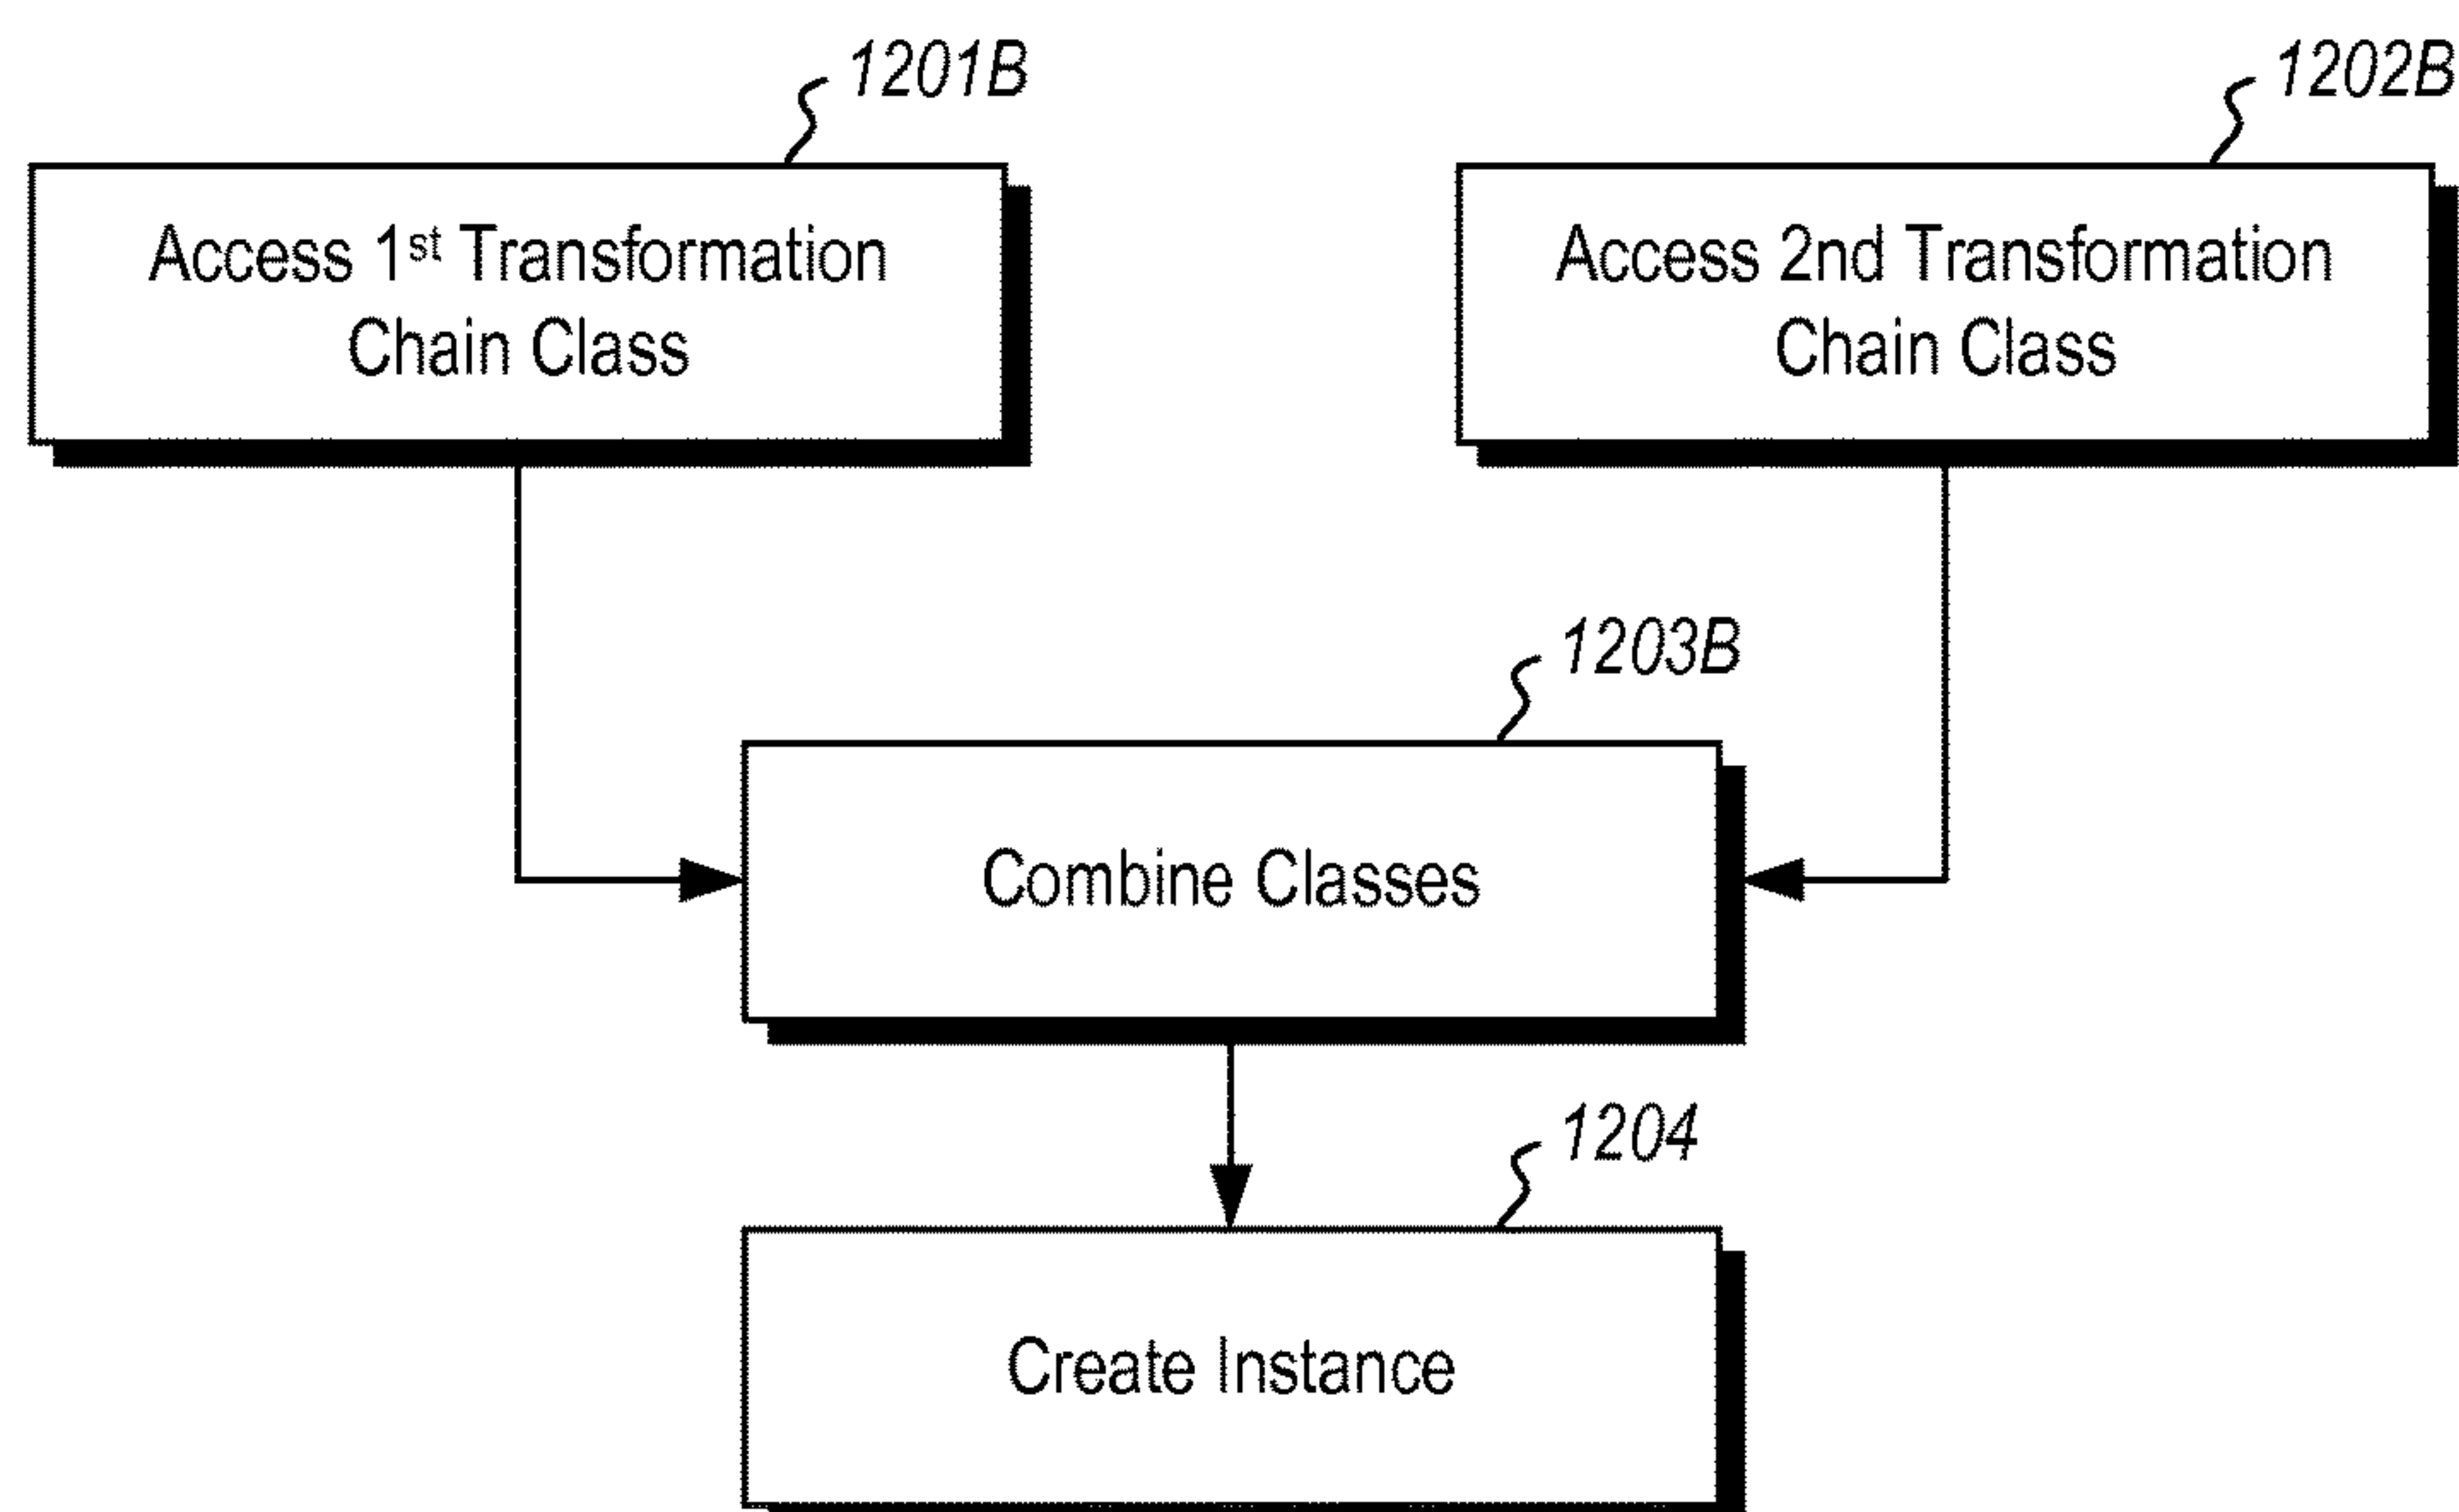 1201B
1202B
Access 1st Transformation
Chain Class
Access 2nd Transformation
Chain Class
1203B
Combine Classes
1204
Create Instance